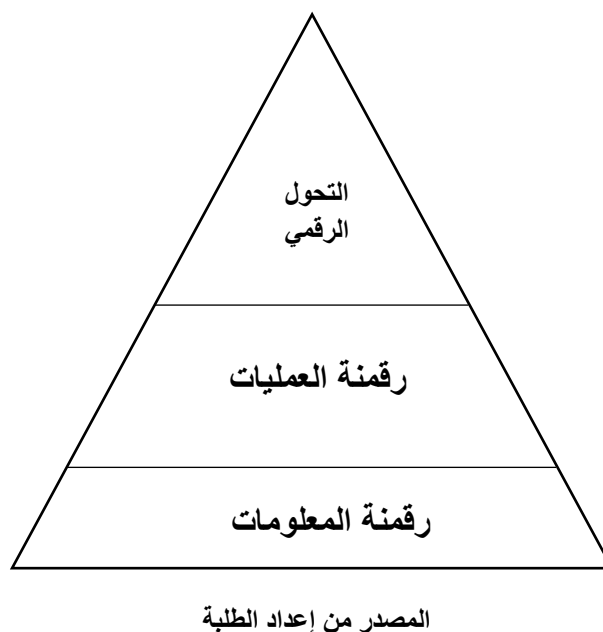 التحول
الرقمي
رقمنة العمليات
رقمنة المعلومات
المصدر من إعداد الطلبة